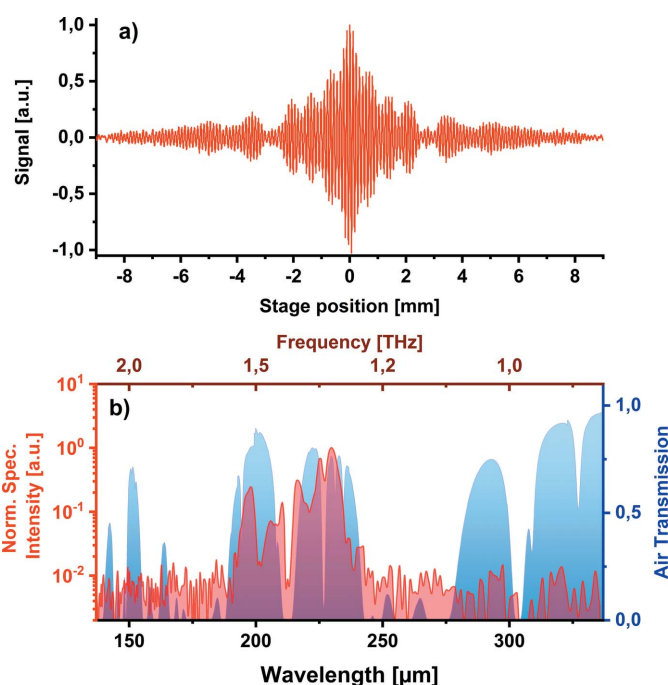 a)
1,0
0,5
0,0
-0,5
-1,0
Signal [a.u.]
-8 -6 -4 -2 0 2 4 6 8
Stage position [mm]
Frequency [THz]
2,0 1,5 1,2 1,0
b)
10¹
10⁰
10⁻¹
10⁻²
Norm. Spec.
Intensity [a.u.]
1,0
0,5
0,0
Air Transmission
150 200 250 300
Wavelength [µm]